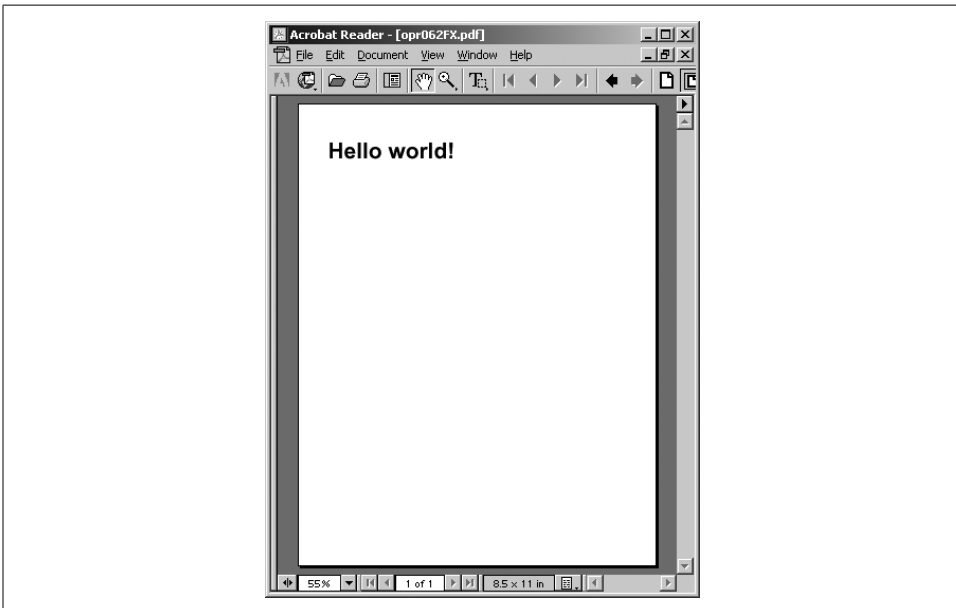 Acrobat Reader - [opr062FX.pdf]
File Edit Document View Window Help
Hello world!
55% 1 of 1 8.5 x 11 in